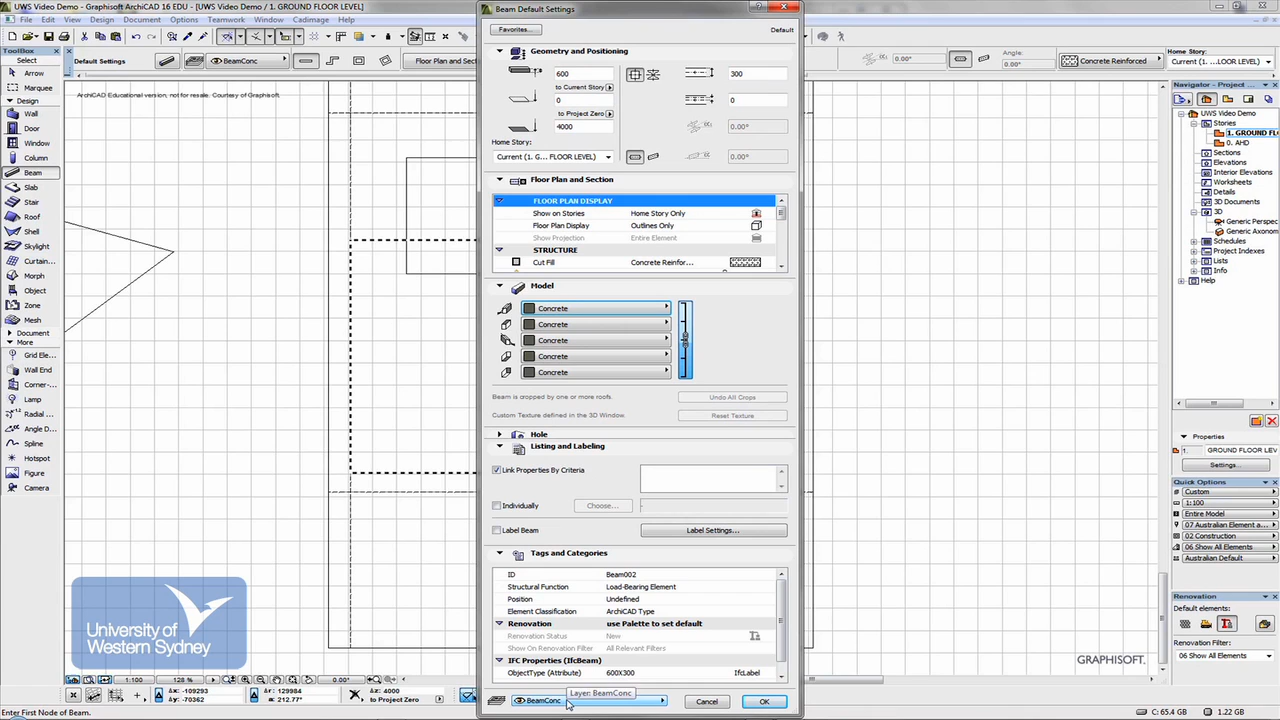 UWS Video Demo - Graphisoft ArchiCAD 16 EDU - [UWS Video Demo / 1. GROUND FLOOR LEVEL]
File Edit View Design Document Options Teamwork Window Cadimage Help
Beam Default Settings
Favorites...
Default
ToolBox
Select
Arrow
Marquee
Design
Wall
Door
Window
Column
Beam
Slab
Stair
Roof
Shell
Skylight
Curtain...
Morph
Object
Zone
Mesh
Document
More
Grid Ele...
Wall End
Corner-...
Lamp
Radial ...
Angle D...
Spline
Hotspot
Figure
Camera
Default Settings
BeamConc
Floor Plan and Sec
ArchiCAD Educational version, not for resale. Courtesy of Graphisoft.
Geometry and Positioning
600
300
to Current Story
0
0
to Project Zero
4000
0.00°
Home Story:
Current (1. G... FLOOR LEVEL)
0.00°
Floor Plan and Section
FLOOR PLAN DISPLAY
Show on Stories Home Story Only
Floor Plan Display Outlines Only
Show Projection Entire Element
STRUCTURE
Cut Fill Concrete Reinfor...
Model
Concrete
Concrete
Concrete
Concrete
Concrete
Beam is cropped by one or more roofs.
Undo All Crops
Custom Texture defined in the 3D Window.
Reset Texture
Hole
Listing and Labeling
Link Properties By Criteria
Individually
Choose...
Label Beam
Label Settings...
Tags and Categories
ID Beam002
Structural Function Load-Bearing Element
Position Undefined
Element Classification ArchiCAD Type
Renovation use Palette to set default
Renovation Status New
Show On Renovation Filter All Relevant Filters
IFC Properties (IfcBeam)
ObjectType (Attribute) 600X300 IfcLabel
BeamConc
Layer: BeamConc
Cancel
OK
0.00°
Angle:
0.00°
Concrete Reinforced
Home Story:
Current (1. ...LOOR LEVEL)
Navigator - Project ...
UWS Video Demo
Stories
1. GROUND FL
0. AHD
Sections
Elevations
Interior Elevations
Worksheets
Details
3D Documents
3D
Generic Perspe
Generic Axonom
Schedules
Project Indexes
Lists
Info
Help
Properties
1. GROUND FLOOR LEV
Settings...
Quick Options
Custom
1:100
Entire Model
07 Australian Element a...
02 Construction
06 Show All Elements
Australian Default
Renovation
Default elements:
Renovation Filter:
06 Show All Elements
University of
Western Sydney
GRAPHISOFT.
1:100
128 %
0.00°
Δx: -109293
Δy: -70362
Δr: 129984
α: 212.77°
Δz: 4000
to Project Zero
Enter First Node of Beam.
C: 65.4 GB
1.22 GB